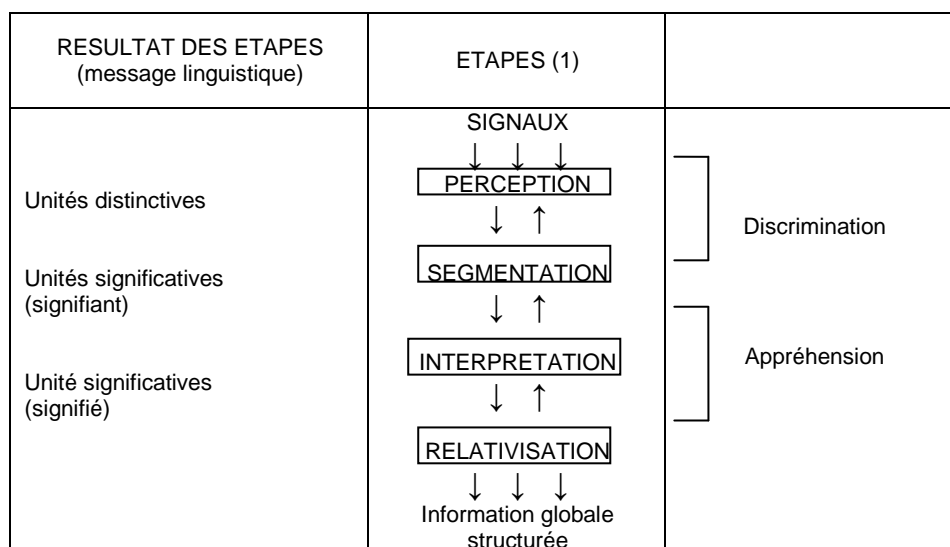 RESULTAT DES ETAPES
(message linguistique)
ETAPES (1)
SIGNAUX
↓ ↓ ↓
PERCEPTION
Unités distinctives
↓ ↑
Discrimination
SEGMENTATION
Unités significatives
(signifiant)
↓ ↑
INTERPRETATION
Appréhension
Unité significatives
(signifié)
↓ ↑
RELATIVISATION
↓ ↓ ↓
Information globale
structurée